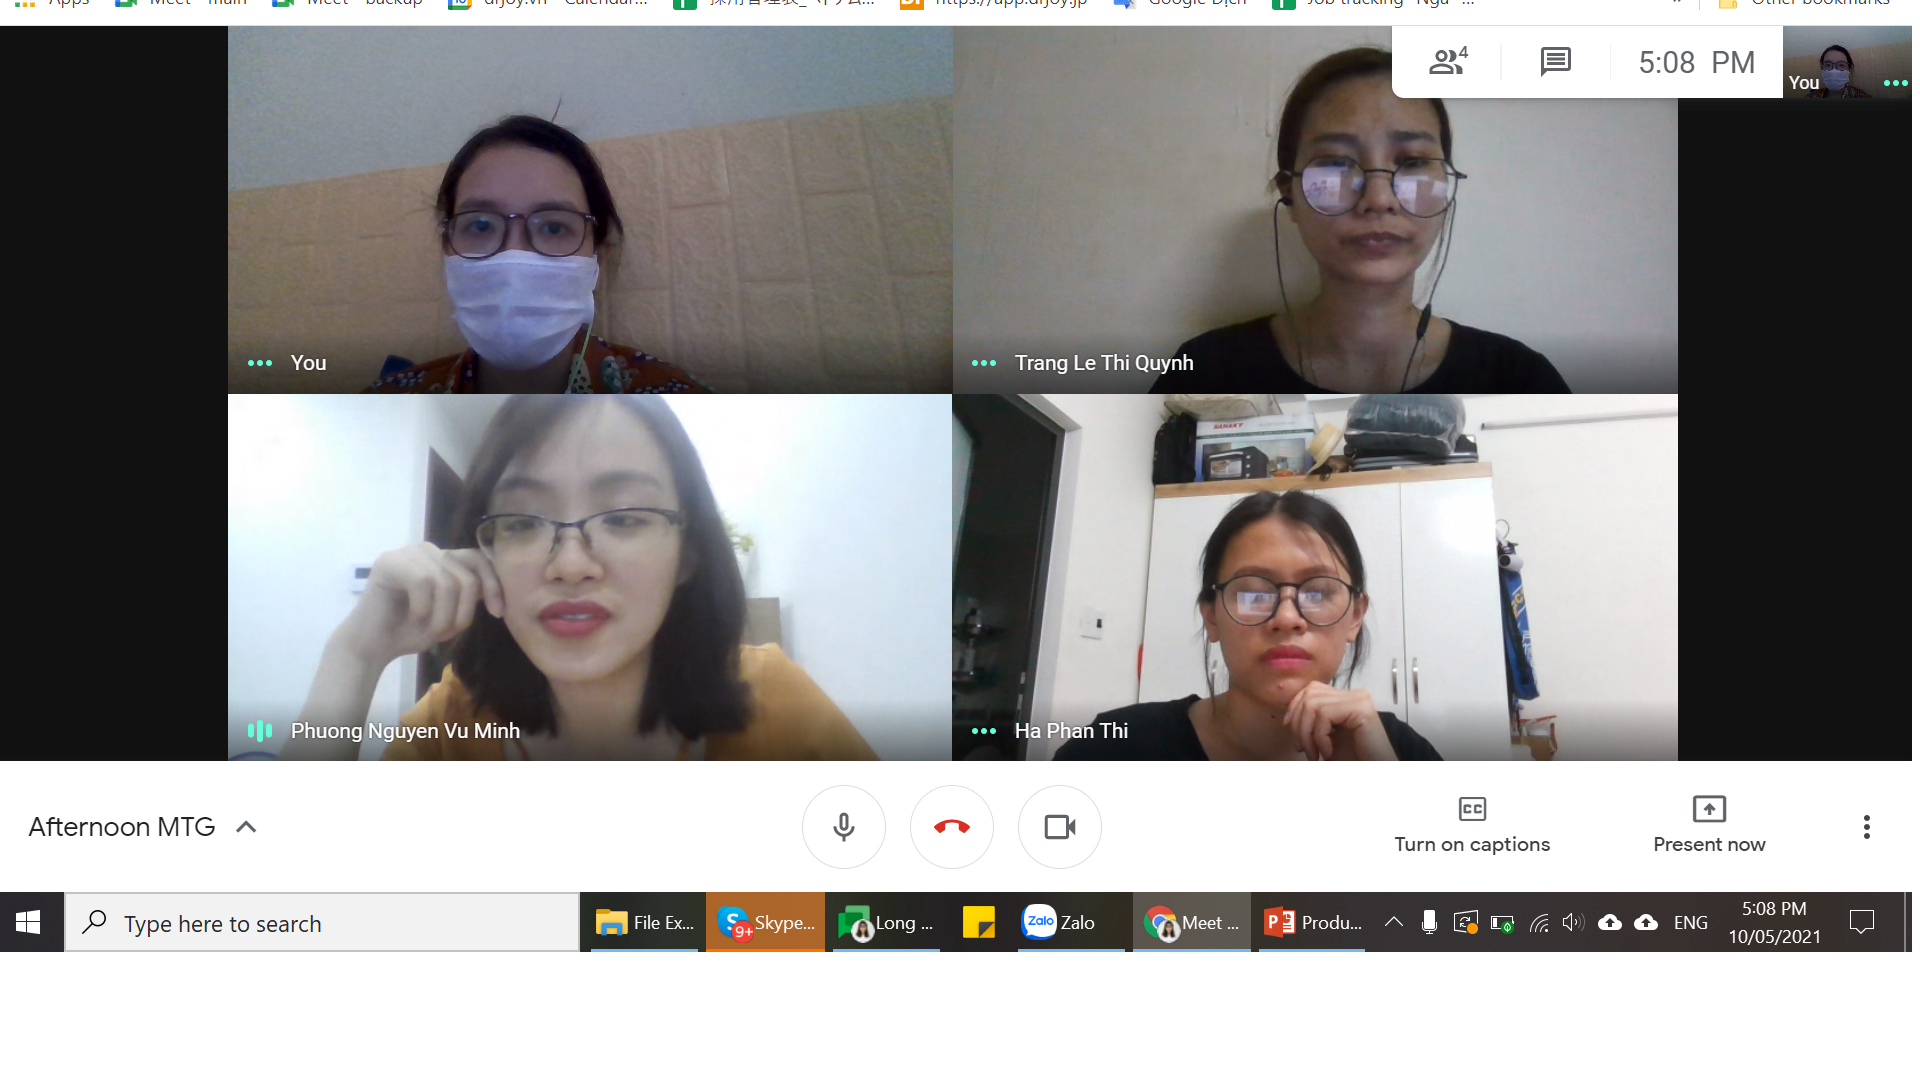 Apps
Meet - main
Meet - backup
drjoy.vn - Calendar...
https://app.drjoy.jp
Google Dịch
Job tracking - Nga - ...
Other bookmarks
4
5:08 PM
You
You
Trang Le Thi Quynh
SANAKY
Phuong Nguyen Vu Minh
Ha Phan Thi
Afternoon MTG
Turn on captions
Present now
Type here to search
File Ex...
9+
Skype...
Long ...
Zalo
Zalo
Meet ...
Produ...
ENG
5:08 PM
10/05/2021